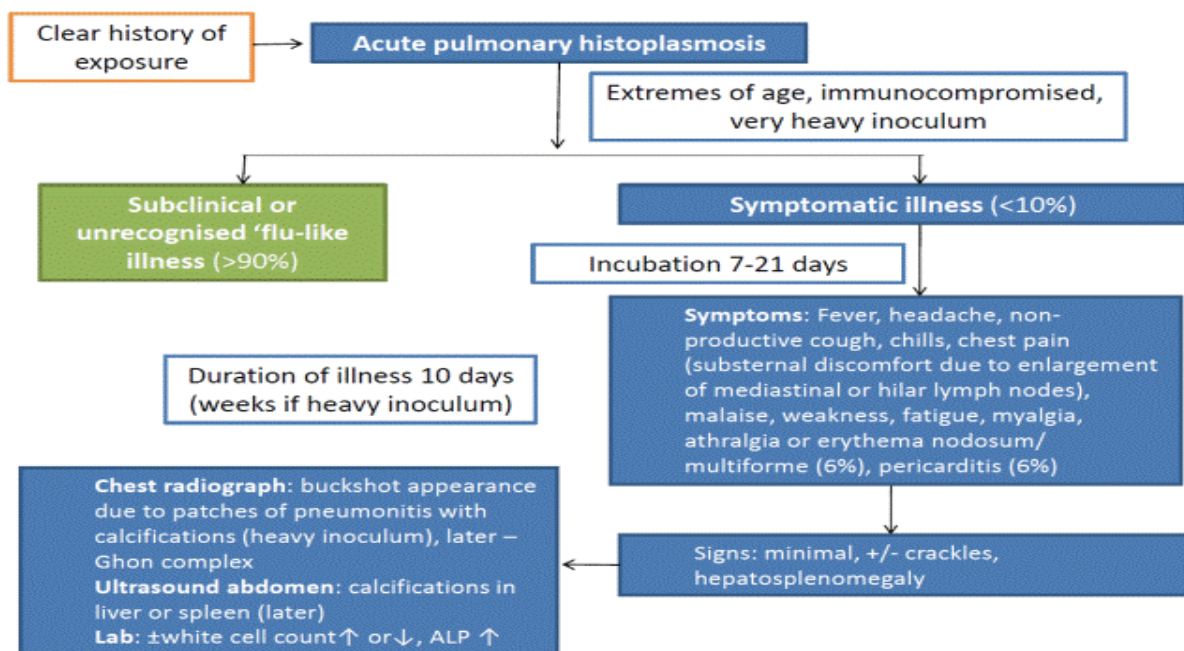 Clear history of
exposure
Acute pulmonary histoplasmosis
Extremes of age, immunocompromised,
very heavy inoculum
Subclinical or
unrecognised ‘flu-like
illness (>90%)
Symptomatic illness (<10%)
Incubation 7-21 days
Symptoms: Fever, headache, non-
productive cough, chills, chest pain
(substernal discomfort due to enlargement
of mediastinal or hilar lymph nodes),
malaise, weakness, fatigue, myalgia,
athralgia or erythema nodosum/
multiforme (6%), pericarditis (6%)
Duration of illness 10 days
(weeks if heavy inoculum)
Signs: minimal, +/- crackles,
hepatosplenomegaly
Chest radiograph: buckshot appearance
due to patches of pneumonitis with
calcifications (heavy inoculum), later –
Ghon complex
Ultrasound abdomen: calcifications in
liver or spleen (later)
Lab: ±white cell count↑ or↓, ALP ↑